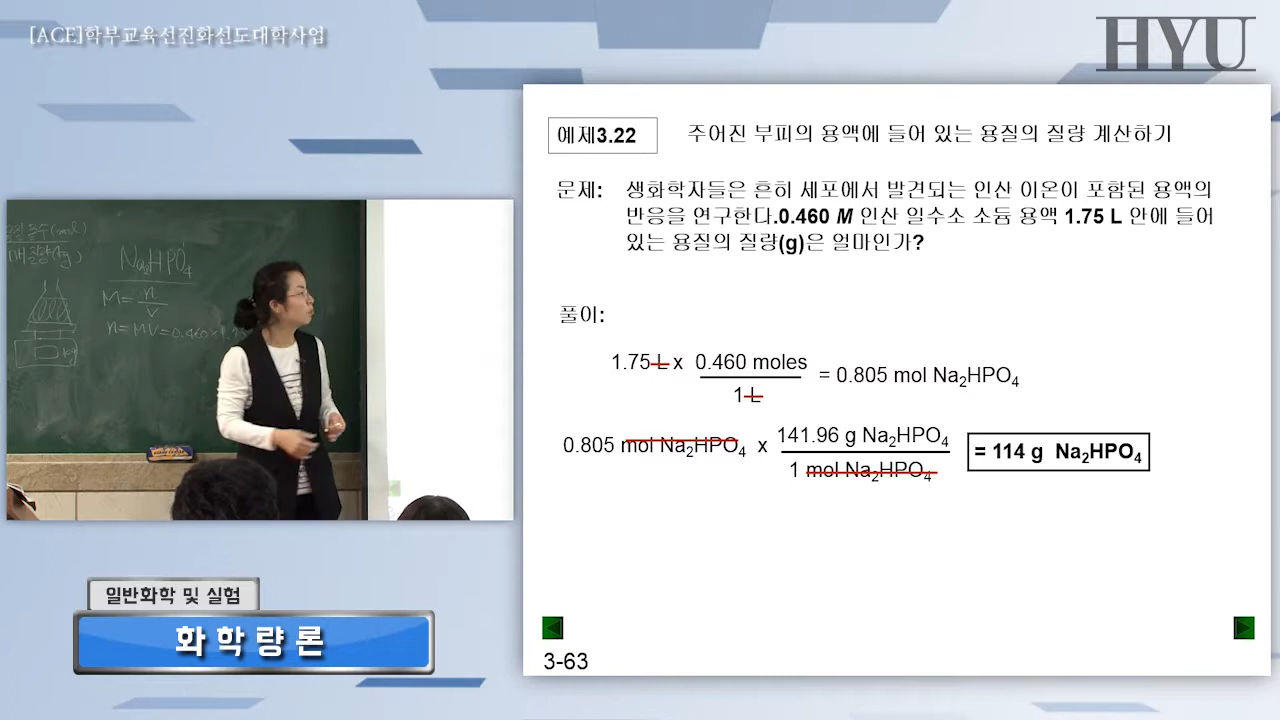 [ACE]학부교육선진화선도대학사업
HYU
예제3.22
주어진 부피의 용액에 들어 있는 용질의 질량 계산하기
문제: 생화학자들은 흔히 세포에서 발견되는 인산 이온이 포함된 용액의
반응을 연구한다.0.460 M 인산 일수소 소듐 용액 1.75 L 안에 들어
있는 용질의 질량(g)은 얼마인가?
풀이:
1.75 L x 0.460 moles
1 L
= 0.805 mol Na₂HPO₄
0.805 mol Na₂HPO₄ x 141.96 g Na₂HPO₄
1 mol Na₂HPO₄
= 114 g Na₂HPO₄
3-63
(mol)
Na₂HPO₄
M = n
V
n = MV = 0.460 x 1.75
일반화학 및 실험
화학량론